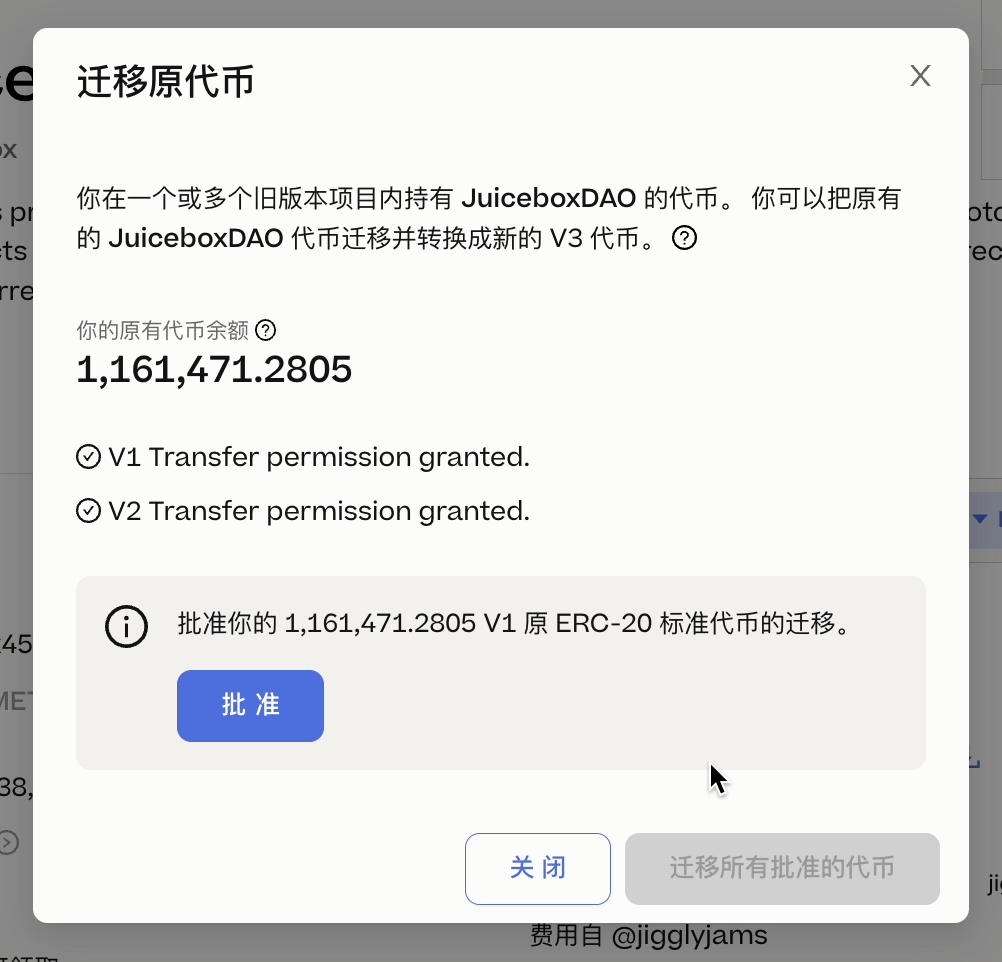 迁移原代币
你在一个或多个旧版本项目内持有 JuiceboxDAO 的代币。 你可以把原有
的 JuiceboxDAO 代币迁移并转换成新的 V3 代币。
你的原有代币余额
1,161,471.2805
V1 Transfer permission granted.
V2 Transfer permission granted.
批准你的 1,161,471.2805 V1 原 ERC-20 标准代币的迁移。
批 准
关 闭
迁移所有批准的代币
费用自 @jigglyjams